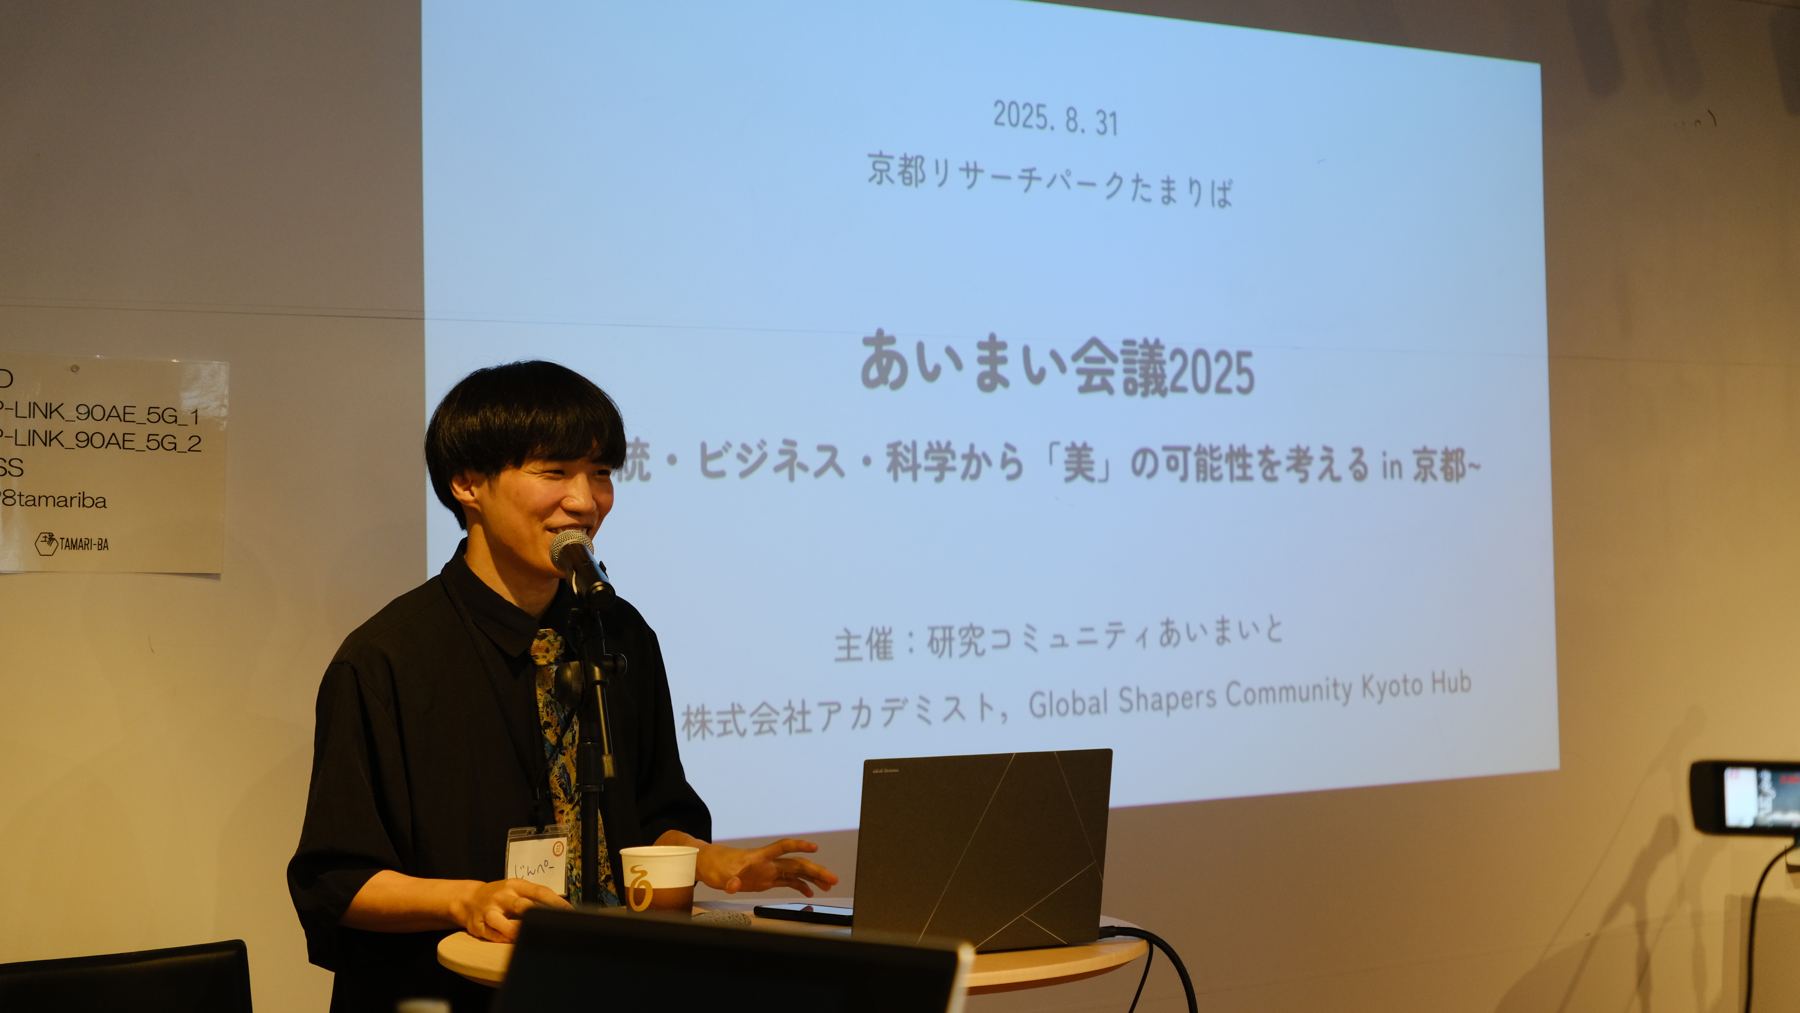 2025. 8. 31
京都リサーチパークたまりば
あいまい会議2025
統・ビジネス・科学から「美」の可能性を考える in 京都~
主催：研究コミュニティあいまいと
株式会社アカデミスト, Global Shapers Community Kyoto Hub
P-LINK_90AE_5G_1
P-LINK_90AE_5G_2
SS
8tamariba
TAMARI-BA
じんぺー